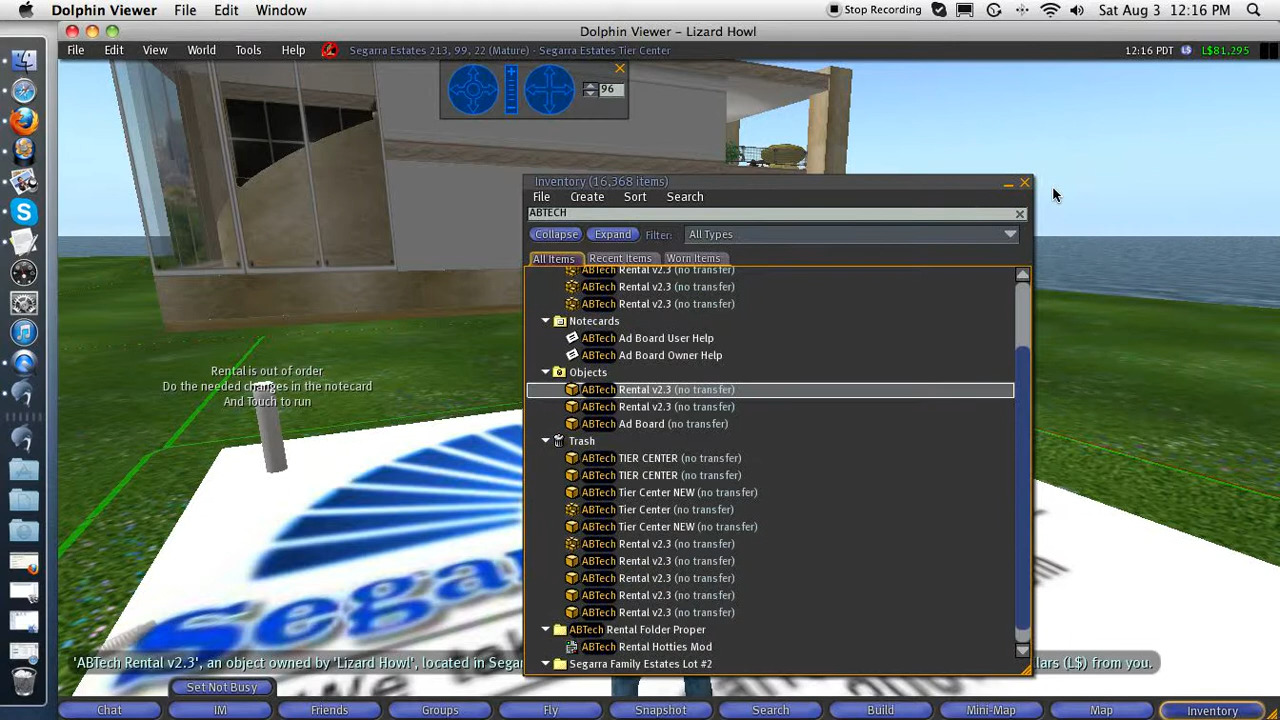 Dolphin Viewer File Edit Window Stop Recording Sat Aug 3 12:16 PM
Dolphin Viewer – Lizard Howl
File Edit View World Tools Help Segarra Estates 213, 99, 22 (Mature) - Segarra Estates Tier Center 12:16 PDT L$ L$81,295
96
Inventory (16,368 items)
File Create Sort Search
ABTECH
Collapse Expand Filter: All Types
All Items Recent Items Worn Items
ABTech Rental v2.3 (no transfer)
ABTech Rental v2.3 (no transfer)
ABTech Rental v2.3 (no transfer)
Notecards
ABTech Ad Board User Help
ABTech Ad Board Owner Help
Objects
ABTech Rental v2.3 (no transfer)
ABTech Rental v2.3 (no transfer)
ABTech Ad Board (no transfer)
Trash
ABTech TIER CENTER (no transfer)
ABTech TIER CENTER (no transfer)
ABTech Tier Center NEW (no transfer)
ABTech Tier Center (no transfer)
ABTech Tier Center NEW (no transfer)
ABTech Rental v2.3 (no transfer)
ABTech Rental v2.3 (no transfer)
ABTech Rental v2.3 (no transfer)
ABTech Rental v2.3 (no transfer)
ABTech Rental v2.3 (no transfer)
ABTech Rental Folder Proper
ABTech Rental Hotties Mod
Segarra Family Estates Lot #2
Rental is out of order
Do the needed changes in the notecard
And Touch to run
Segar
We
'ABTech Rental v2.3', an object owned by 'Lizard Howl', located in Segar
lars (L$) from you.
Set Not Busy
Chat IM Friends Groups Fly Snapshot Search Build Mini-Map Map Inventory